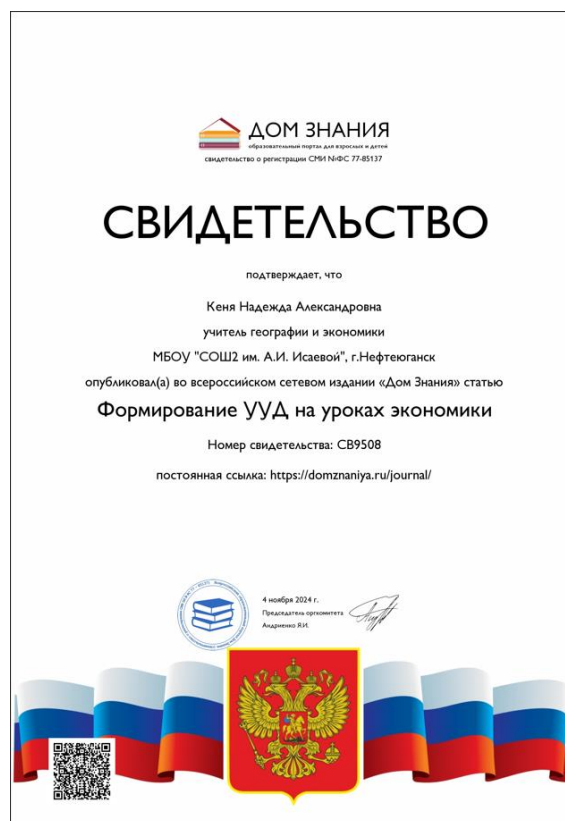 ДОМ ЗНАНИЯ
образовательный портал для взрослых и детей
свидетельство о регистрации СМИ №ФС 77-85137
СВИДЕТЕЛЬСТВО
подтверждает, что
Кеня Надежда Александровна
учитель географии и экономики
МБОУ "СОШ2 им. А.И. Исаевой", г.Нефтеюганск
опубликовал(а) во всероссийском сетевом издании «Дом Знания» статью
Формирование УУД на уроках экономики
Номер свидетельства: СВ9508
постоянная ссылка: https://domznaniya.ru/journal/
4 ноября 2024 г.
Председатель оргкомитета
Андриенко Я.И.